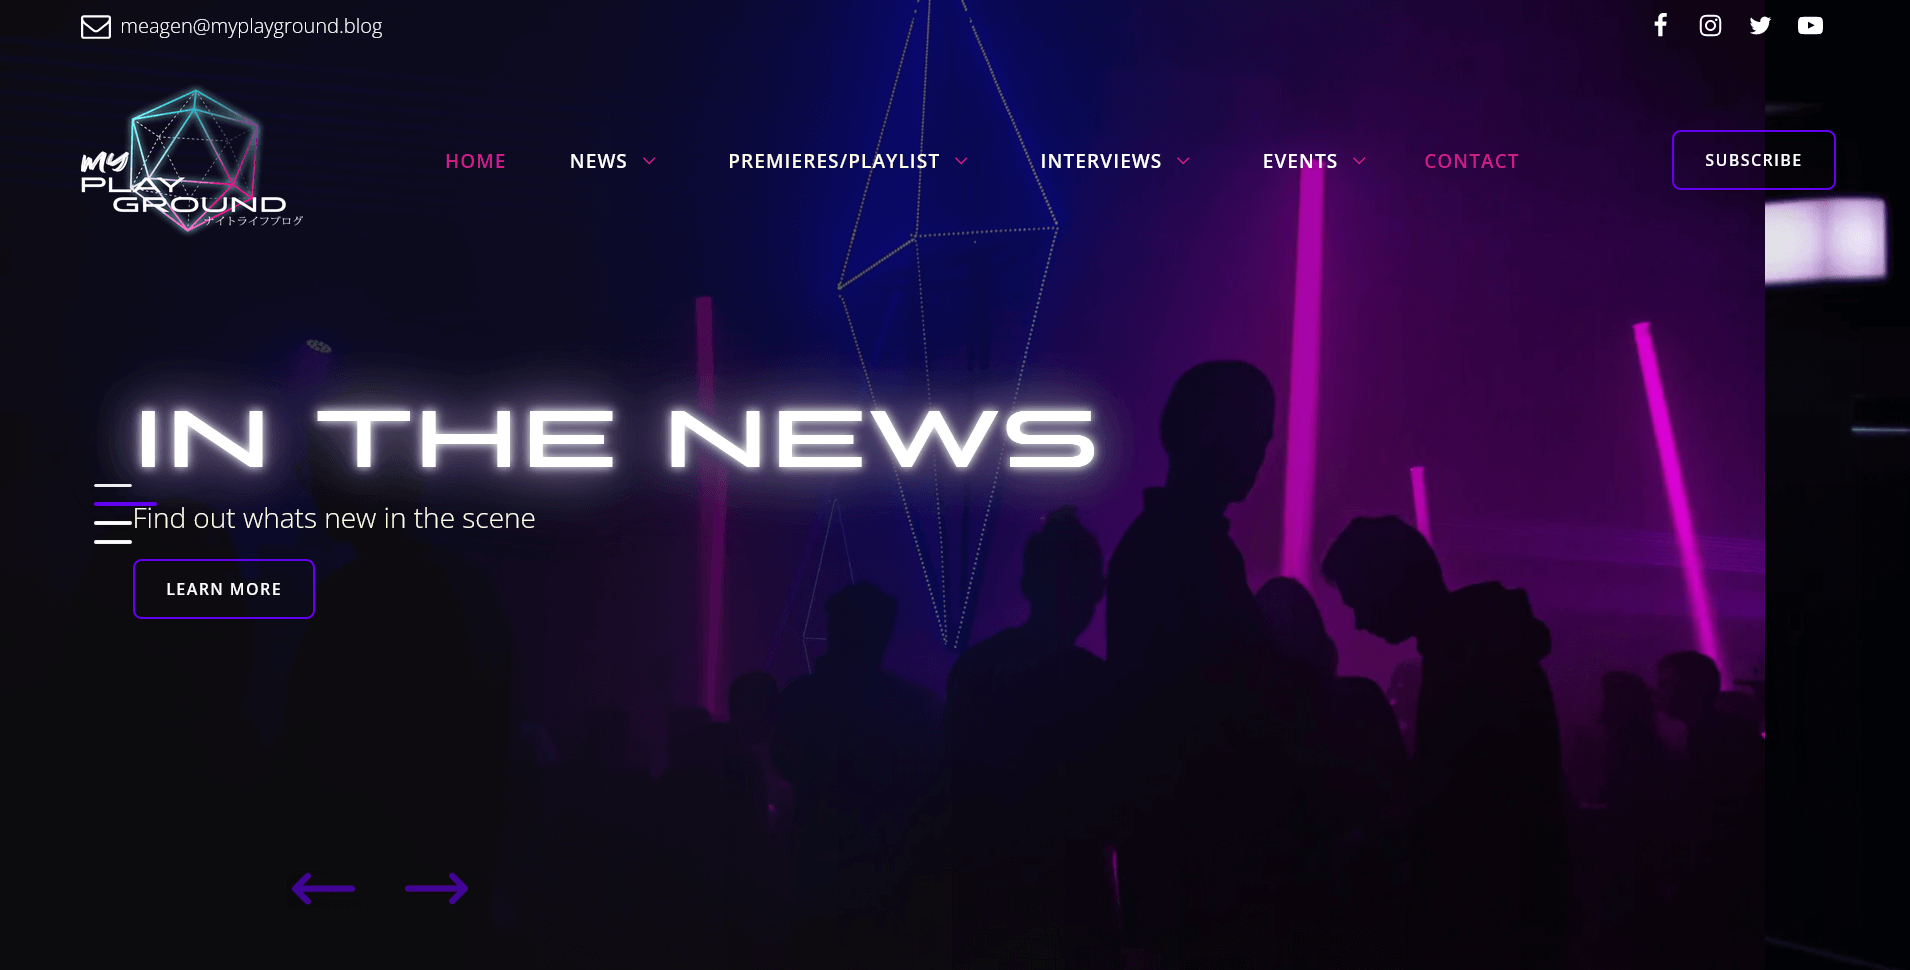 meagen@myplayground.blog
my
PLAY
GROUND
ナイトライフブログ
HOME
NEWS
PREMIERES/PLAYLIST
INTERVIEWS
EVENTS
CONTACT
SUBSCRIBE
IN THE NEWS
Find out whats new in the scene
LEARN MORE